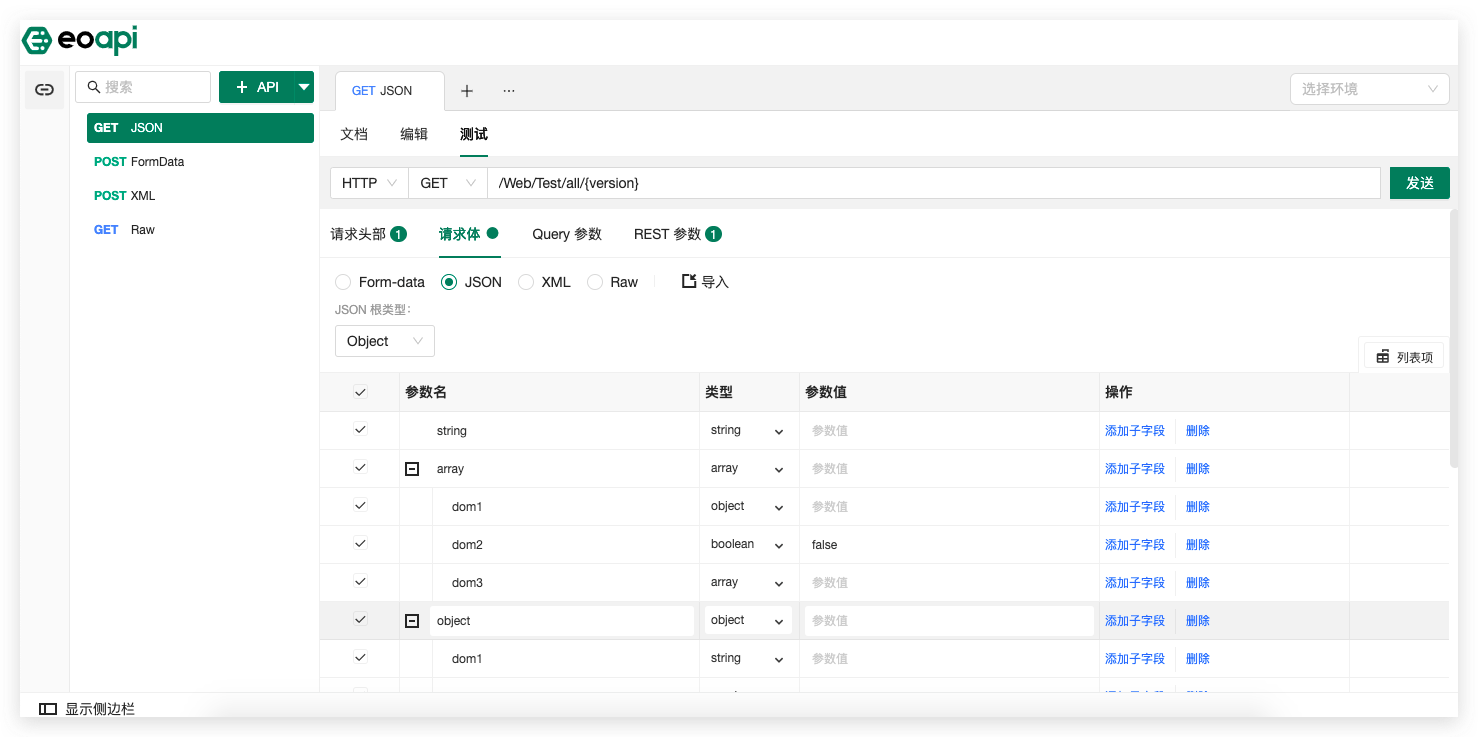 eoapi
搜索
API
GET JSON
POST FormData
POST XML
GET Raw
GET JSON
...
选择环境
文档 编辑 测试
HTTP GET /Web/Test/all/{version} 发送
请求头部 1 请求体 Query 参数 REST 参数 1
Form-data JSON XML Raw 导入
JSON 根类型:
Object
列表项
参数名 类型 参数值 操作
string string 参数值 添加子字段 删除
array array 参数值 添加子字段 删除
dom1 object 参数值 添加子字段 删除
dom2 boolean false 添加子字段 删除
dom3 array 参数值 添加子字段 删除
object object 参数值 添加子字段 删除
dom1 string 参数值 添加子字段 删除
显示侧边栏